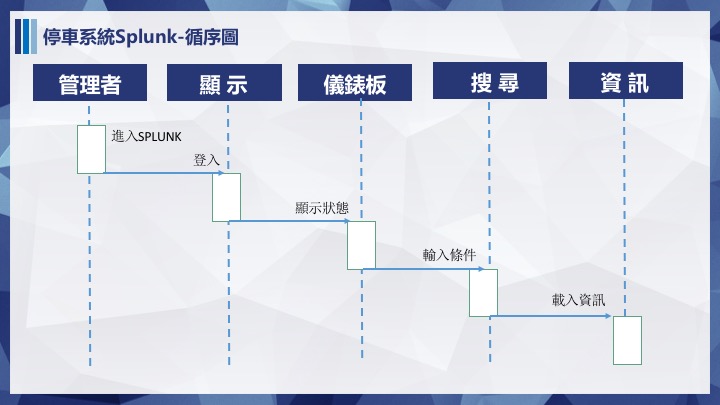 停車系統Splunk-循序圖
管理者
顯 示
儀錶板
搜 尋
資 訊
進入SPLUNK
登入
顯示狀態
輸入條件
載入資訊